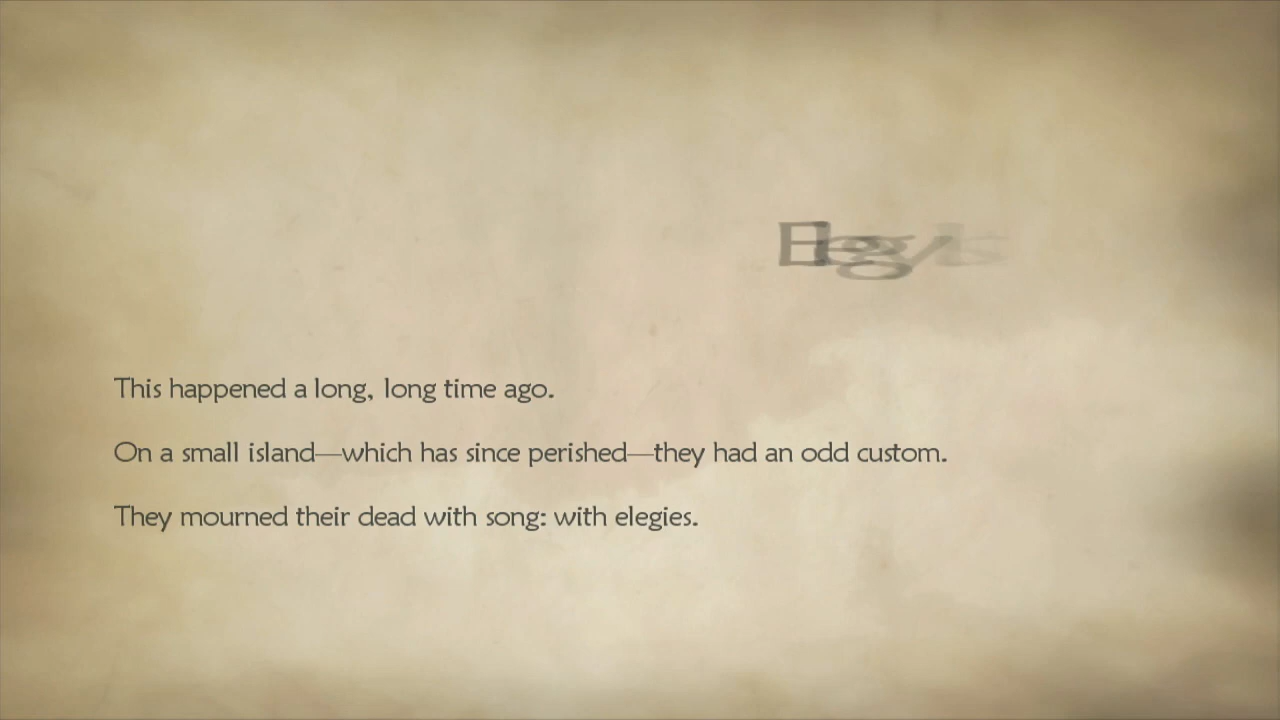 This happened a long, long time ago.
On a small island—which has since perished—they had an odd custom.
They mourned their dead with song: with elegies.